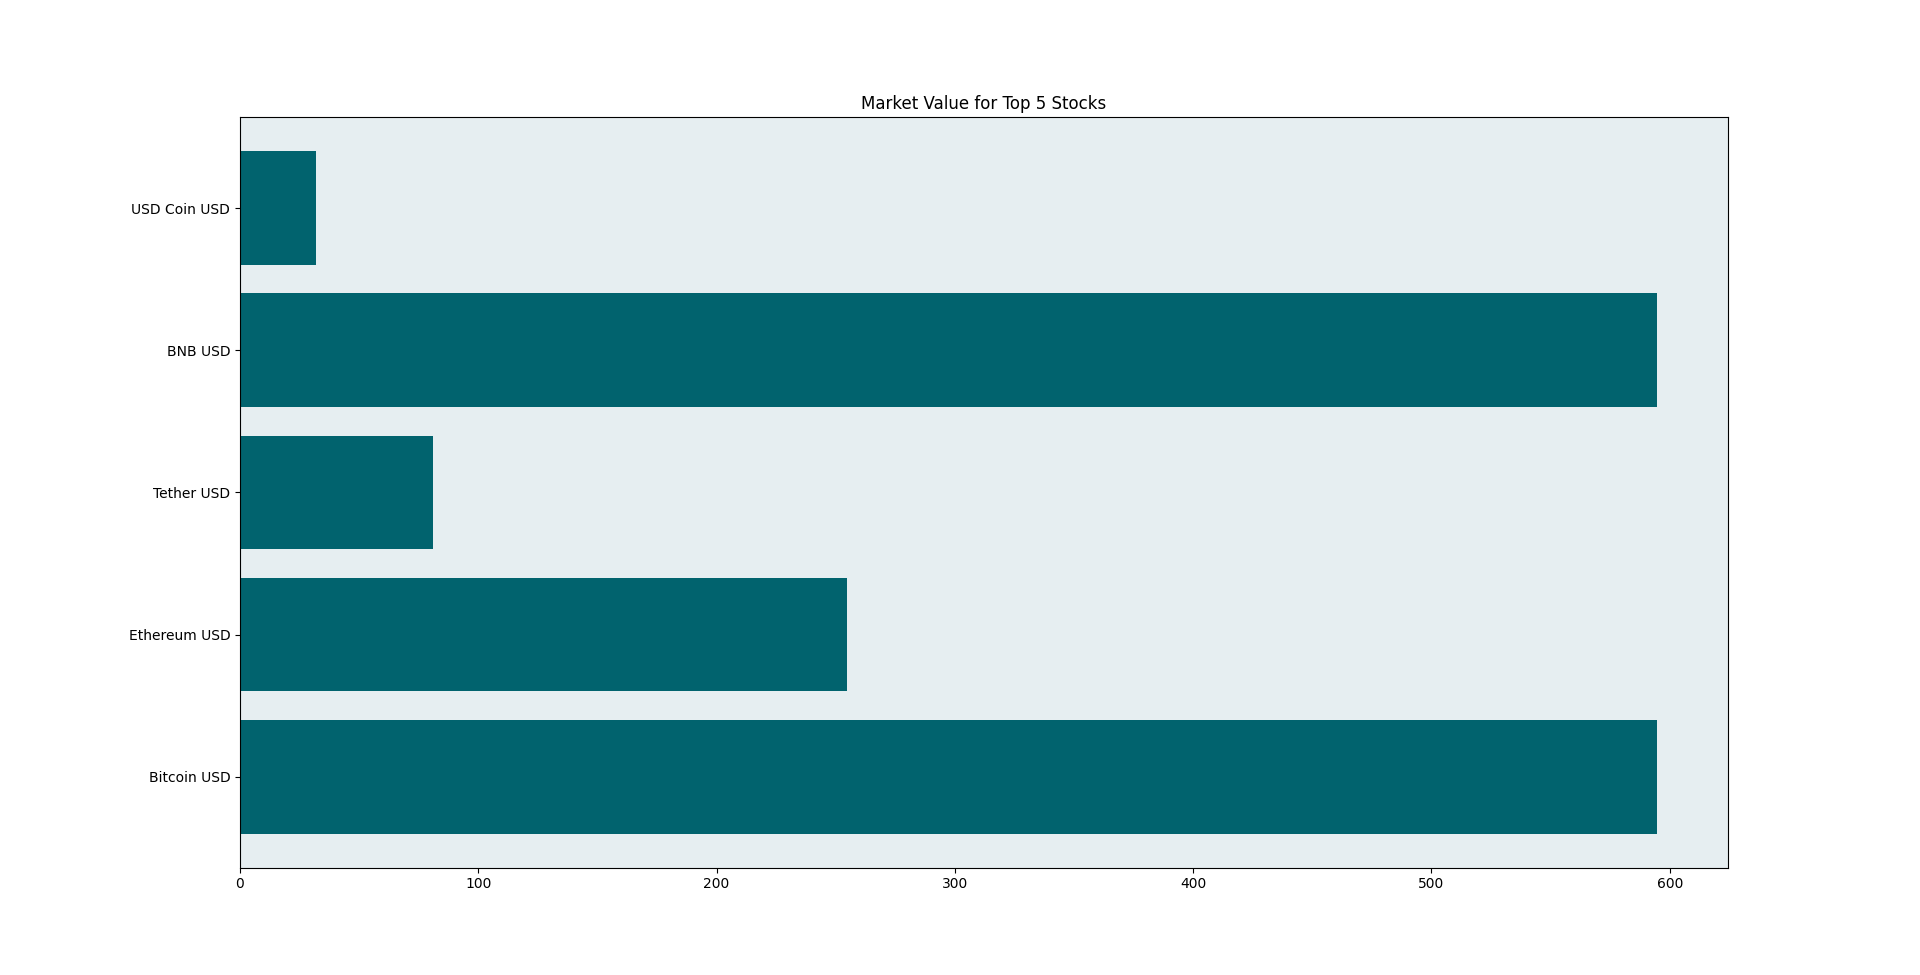 Market Value for Top 5 Stocks
USD Coin USD
BNB USD
Tether USD
Ethereum USD
Bitcoin USD
0 100 200 300 400 500 600